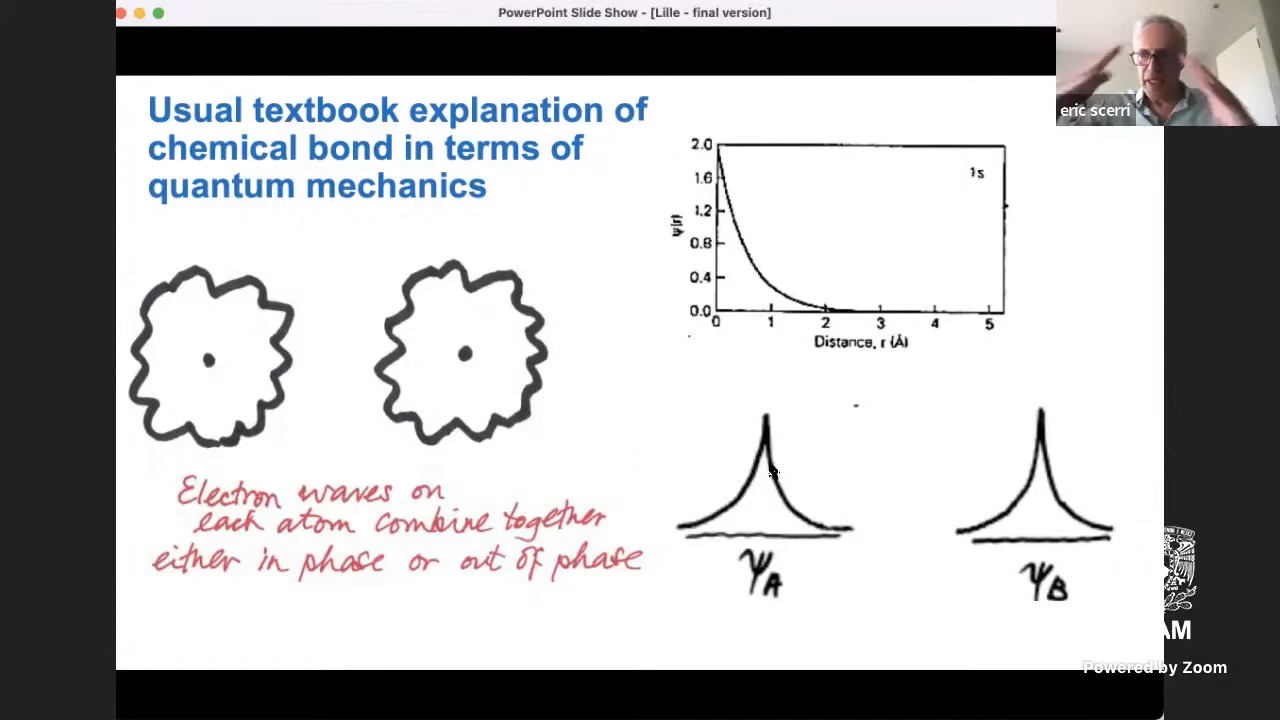 PowerPoint Slide Show - [Lille - final version]
eric scerri
Usual textbook explanation of
chemical bond in terms of
quantum mechanics
2.0
1.6
1.2
0.8
0.4
0.0
ψ(r)
1s
0 1 2 3 4 5
Distance, r (Å)
Electron waves on
each atom combine together
either in phase or out of phase
ψA
ψB
AM
Powered by Zoom